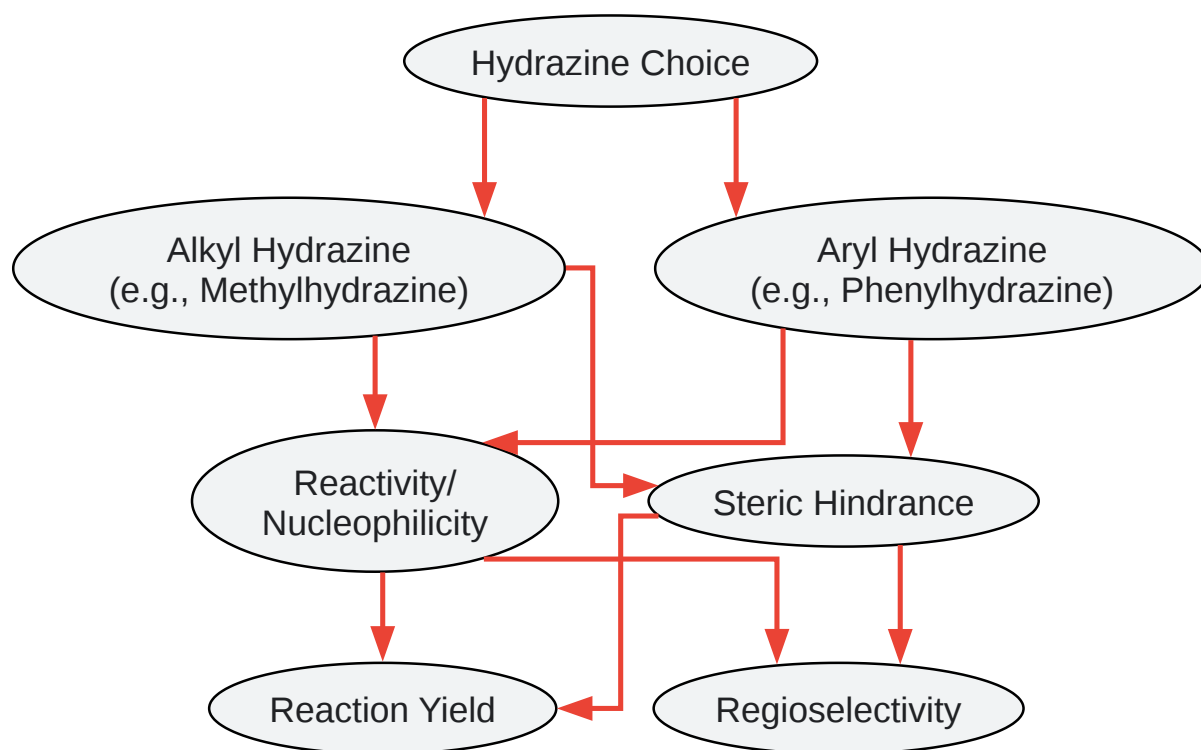 Hydrazine Choice
Alkyl Hydrazine
(e.g., Methylhydrazine)
Aryl Hydrazine
(e.g., Phenylhydrazine)
Reactivity/
Nucleophilicity
Steric Hindrance
Reaction Yield
Regioselectivity